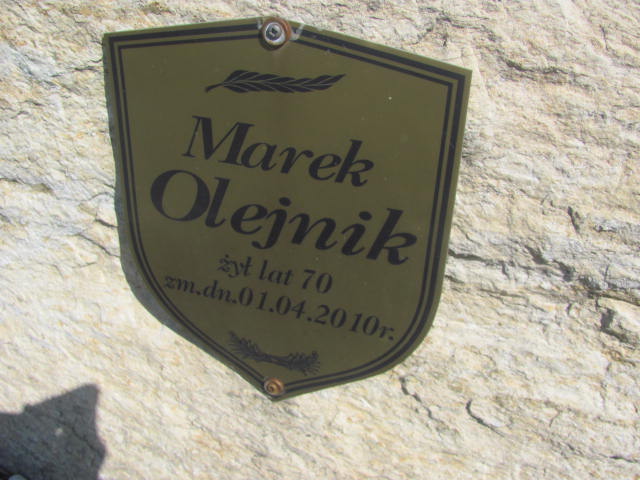 Marek
Olejnik
żył lat 70
zm.dn.01.04.2010r.